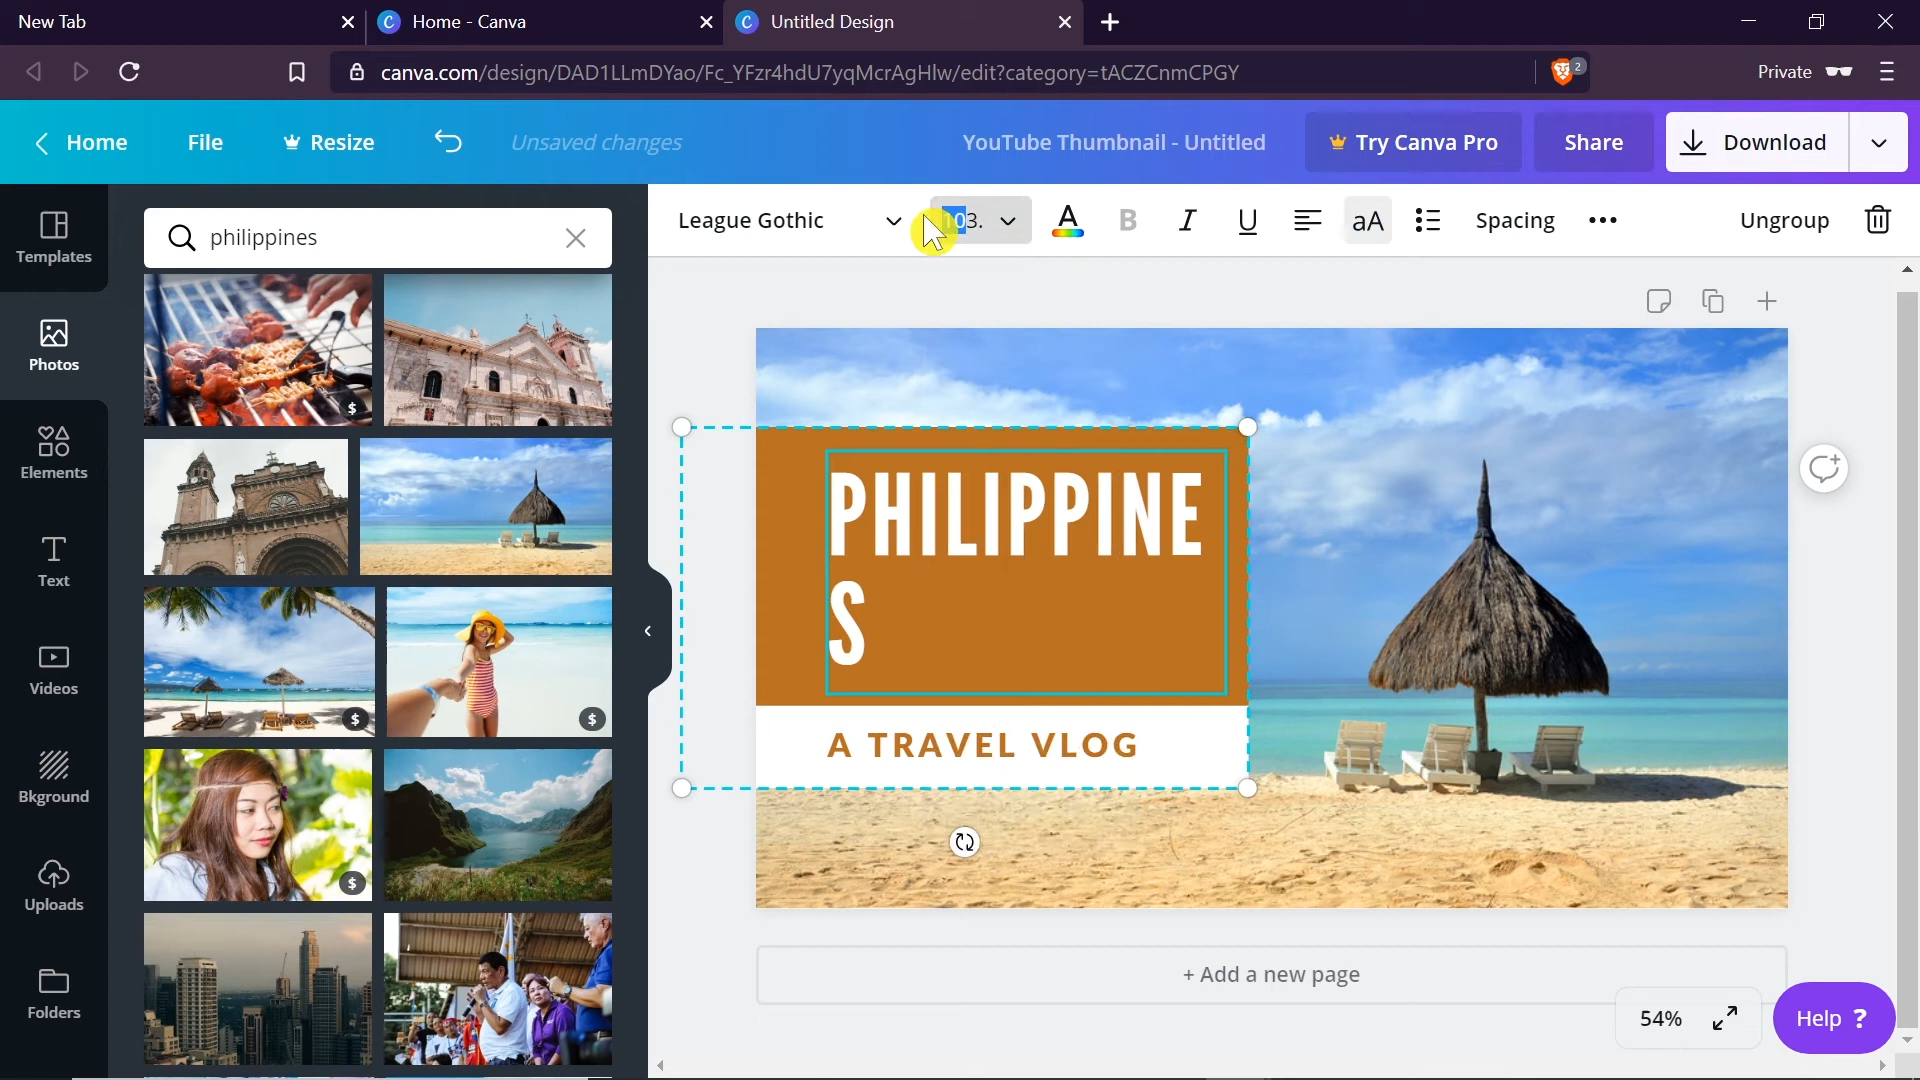 New Tab
Home - Canva
Untitled Design
canva.com/design/DAD1LLmDYao/Fc_YFzr4hdU7yqMcrAgHlw/edit?category=tACZCnmCPGY
2
Private
Home
File
Resize
Unsaved changes
YouTube Thumbnail - Untitled
Try Canva Pro
Share
Download
Templates
Photos
Elements
Text
Videos
Bkground
Uploads
Folders
philippines
$
$
$
$
League Gothic
103.
A
B
I
U
aA
Spacing
Ungroup
PHILIPPINE
S
A TRAVEL VLOG
+ Add a new page
54%
Help ?